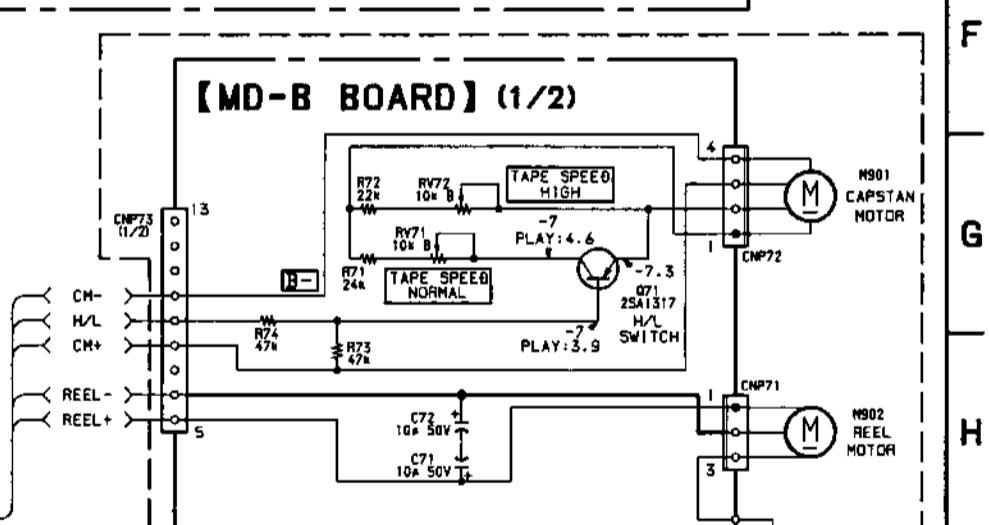 F
【MD-B BOARD】(1/2)
4
M901
CAPSTAN
MOTOR
M
R72
22k
RV72
10k B
TAPE SPEED
HIGH
13
CNP73
(1/2)
G
RV71
10k B
-7
PLAY:4.6
1
CNP72
R71
24k
TAPE SPEED
NORMAL
B-
-7.3
Q71
2SA1317
H/L
SWITCH
CM-
H/L
CM+
R74
47k
R73
47k
-7
PLAY:3.9
REEL-
REEL+
5
1
CNP71
C72
50V
C71
50V
M
M902
REEL
MOTOR
3
H